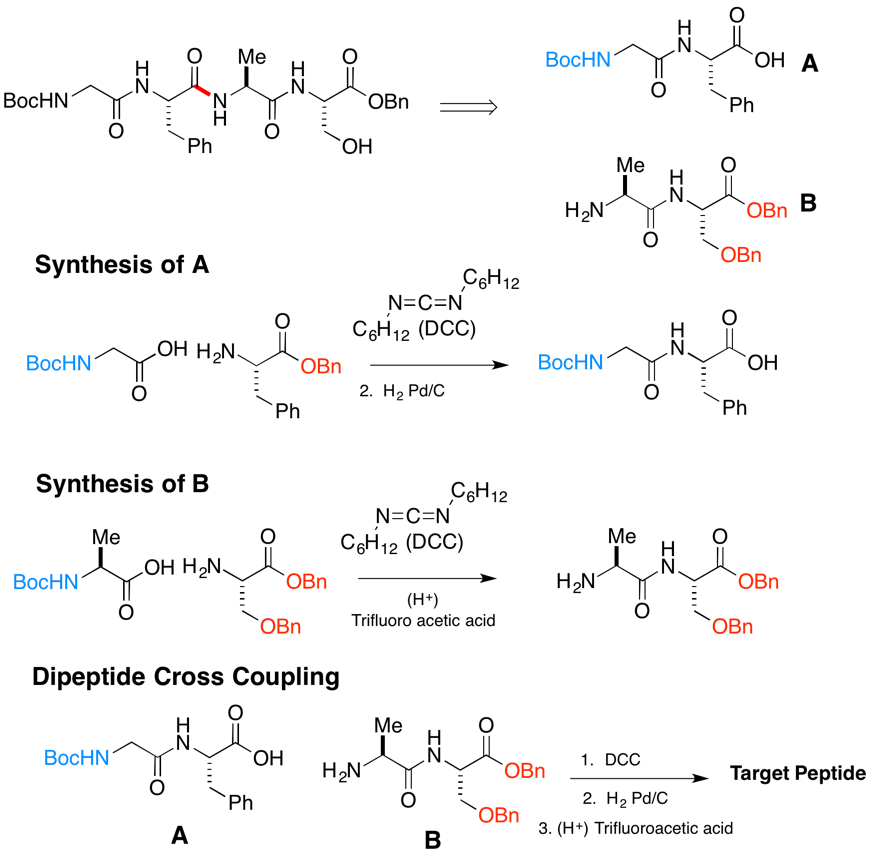 BocHN H N O Me H N O OBn
O Ph N H O OH
BocHN H N O OH A
O Ph
Me H2N H N O OBn B
O OBn
Synthesis of A
BocHN OH O H2N O OBn Ph
C6H12
N=C=N
C6H12 (DCC)
2. H2 Pd/C
BocHN H N O OH
O Ph
Synthesis of B
BocHN Me OH O H2N O OBn OBn
C6H12
N=C=N
C6H12 (DCC)
(H+)
Trifluoro acetic acid
Me H2N H N O OBn
O OBn
Dipeptide Cross Coupling
BocHN H N O OH
O Ph
A
Me H2N H N O OBn
O OBn
B
1. DCC
2. H2 Pd/C
3. (H+) Trifluoroacetic acid
Target Peptide